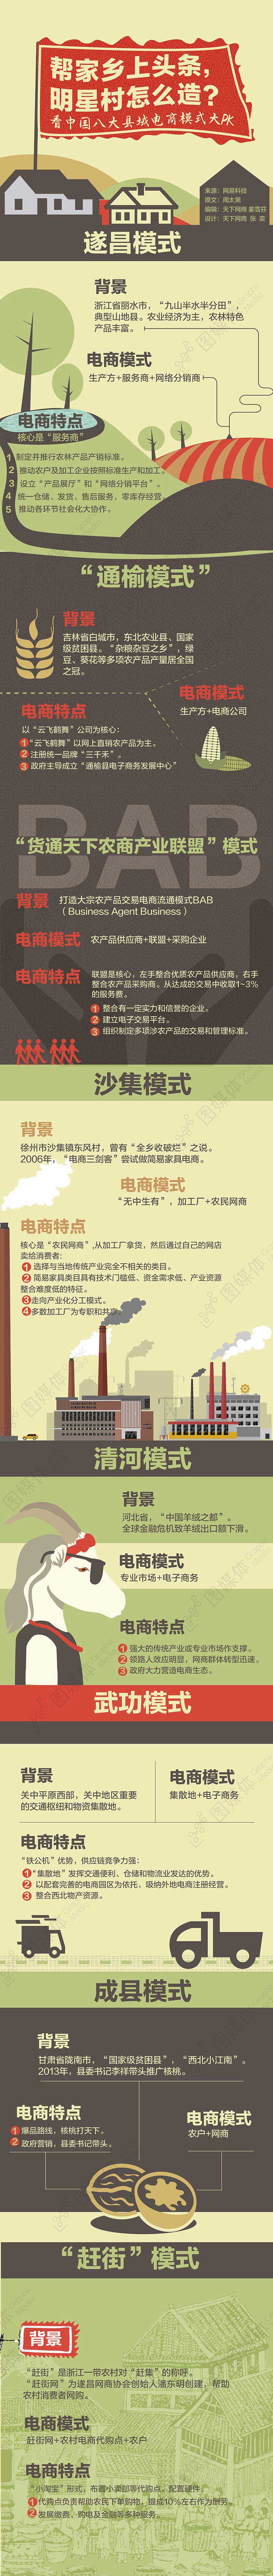 帮家乡上头条，
明星村怎么造？
看中国八大县域电商模式大PK
来源：网易科技
原文：周太策
编辑：天下网商 姜雪芬
设计：天下网商 张 奕
遂昌模式
背景
浙江省丽水市，“九山半水半分田”，
典型山地县。农业经济为主，农林特色
产品丰富。
电商模式
生产方+服务商+网络分销商
电商特点
核心是“服务商”
1 制定并推行农林产品产销标准。
2 推动农户及加工企业按照标准生产和加工。
3 设立“产品展厅”和“网络分销平台”。
4 统一仓储、发货、售后服务，零库存经营。
5 推动各环节社会化大协作。
“通榆模式”
背景
吉林省白城市，东北农业县、国家
级贫困县。“杂粮杂豆之乡”，绿
豆、葵花等多项农产品产量居全国
之冠。
电商模式
生产方+电商公司
电商特点
以“云飞鹤舞”公司为核心：
1 “云飞鹤舞”以网上直销农产品为主。
2 注册统一品牌“三千禾”。
3 政府主导成立“通榆县电子商务发展中心”
BAB
“货通天下农商产业联盟”模式
背景 打造大宗农产品交易电商流通模式BAB
（Business Agent Business）
电商模式 农产品供应商+联盟+采购企业
电商特点 联盟是核心，左手整合优质农产品供应商，右手
整合农产品采购商。从达成的交易中收取1~3%
的服务费。
1 整合有一定实力和信誉的企业。
2 建立电子交易平台。
3 组织制定多项涉农产品的交易和管理标准。
沙集模式
背景
徐州市沙集镇东风村，曾有“全乡收破烂”之说。
2006年，“电商三剑客”尝试做简易家具电商。
电商模式
“无中生有”，加工厂+农民网商
电商特点
核心是“农民网商”，从加工厂拿货，然后通过自己的网店
卖给消费者：
1 选择与当地传统产业完全不相关的类目。
2 简易家具类目具有技术门槛低、资金需求低、产业资源
整合难度低的特征。
3 走向产业化分工模式。
4 多数加工厂为专职和共享。
清河模式
背景
河北省，“中国羊绒之都”。
全球金融危机致羊绒出口额下滑。
电商模式
专业市场+电子商务
电商特点
1 强大的传统产业或专业市场作支撑。
2 领路人效应明显，网商群体转型迅速。
3 政府大力营造电商生态。
武功模式
背景
关中平原西部，关中地区重要
的交通枢纽和物资集散地。
电商模式
集散地+电子商务
电商特点
“铁公机”优势，供应链竞争力强：
1 “集散地”发挥交通便利、仓储和物流业发达的优势。
2 以配套完善的电商园区为依托，吸纳外地电商注册经营。
3 整合西北物产资源。
成县模式
背景
甘肃省陇南市，“国家级贫困县”，“西北小江南”。
2013年，县委书记李祥带头推广核桃。
电商特点
1 爆品路线，核桃打天下。
2 政府营销，县委书记带头。
电商模式
农户+网商
“赶街”模式
背景
“赶街”是浙江一带农村对“赶集”的称呼。
“赶街网”为遂昌网商协会创始人潘东明创建，帮助
农村消费者网购。
电商模式
赶街网+农村电商代购点+农户
电商特点
“小淘宝”形式，布置小卖部等代购点，配置硬件。
1 代购点负责帮助农民下单购物，提成10%左右作为酬劳。
2 发展缴费、购电及金融等多种服务。